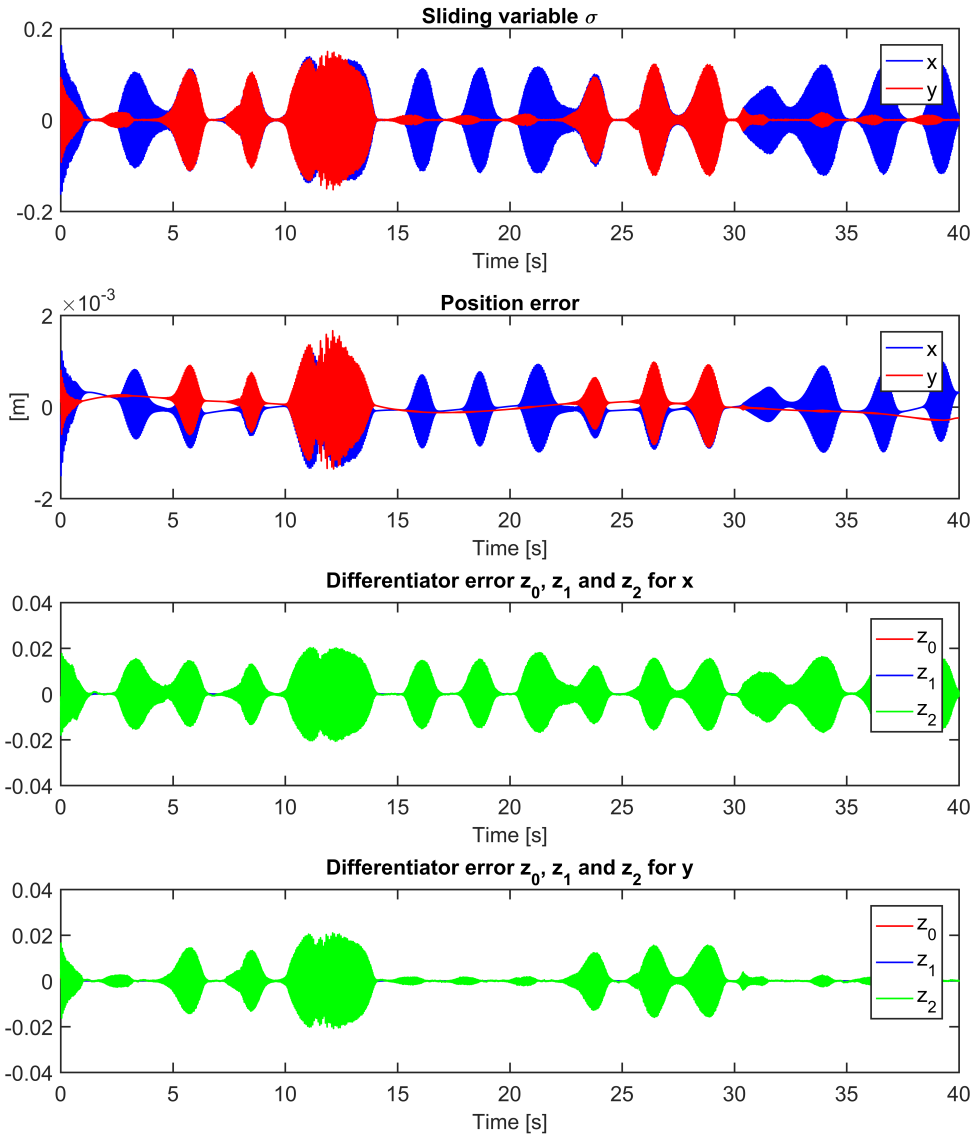 Sliding variable σ
0.2
0
-0.2
x
y
0 5 10 15 20 25 30 35 40
Time [s]
×10⁻³
Position error
2
0
-2
[m]
x
y
0 5 10 15 20 25 30 35 40
Time [s]
Differentiator error z₀, z₁ and z₂ for x
0.04
0.02
0
-0.02
-0.04
z₀
z₁
z₂
0 5 10 15 20 25 30 35 40
Time [s]
Differentiator error z₀, z₁ and z₂ for y
0.04
0.02
0
-0.02
-0.04
z₀
z₁
z₂
0 5 10 15 20 25 30 35 40
Time [s]